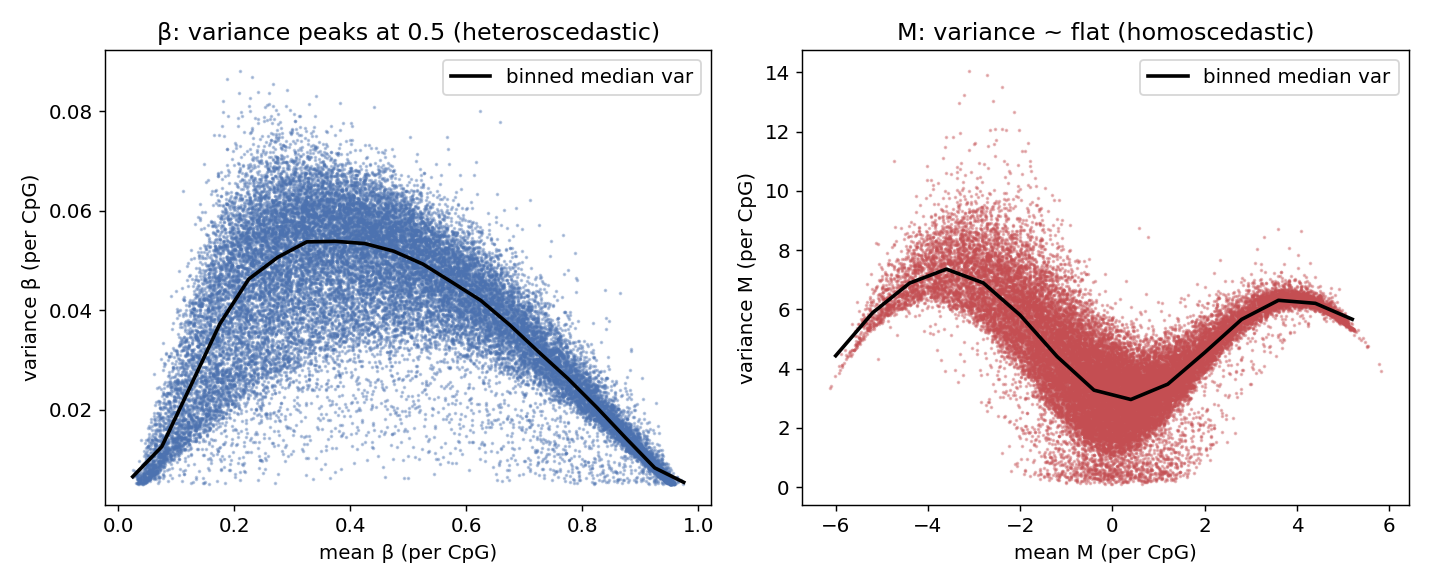 β: variance peaks at 0.5 (heteroscedastic)
binned median var
variance β (per CpG)
0.08
0.06
0.04
0.02
0.0 0.2 0.4 0.6 0.8 1.0
mean β (per CpG)
M: variance ~ flat (homoscedastic)
binned median var
variance M (per CpG)
14
12
10
8
6
4
2
0
−6 −4 −2 0 2 4 6
mean M (per CpG)